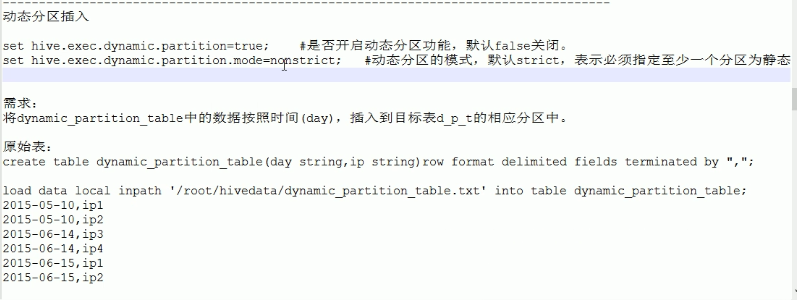 动态分区插入
set hive.exec.dynamic.partition=true;    #是否开启动态分区功能，默认false关闭。
set hive.exec.dynamic.partition.mode=nonstrict;   #动态分区的模式，默认strict，表示必须指定至少一个分区为静态
需求：
将dynamic_partition_table中的数据按照时间(day)，插入到目标表d_p_t的相应分区中。
原始表：
create table dynamic_partition_table(day string,ip string)row format delimited fields terminated by ",";
load data local inpath '/root/hivedata/dynamic_partition_table.txt' into table dynamic_partition_table;
2015-05-10,ip1
2015-05-10,ip2
2015-06-14,ip3
2015-06-14,ip4
2015-06-15,ip1
2015-06-15,ip2